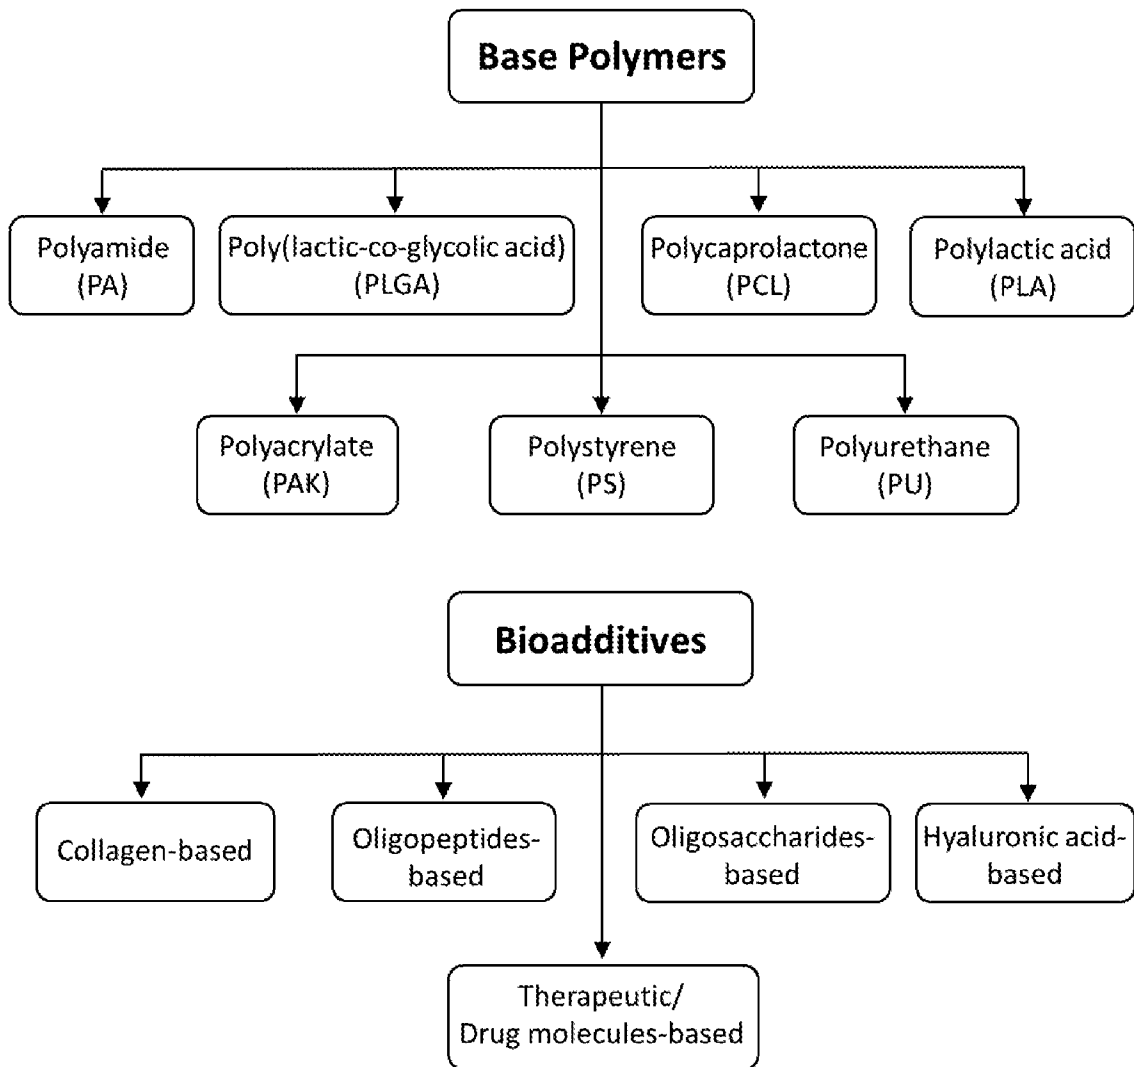 Base Polymers
Polyamide
(PA)
Poly(lactic-co-glycolic acid)
(PLGA)
Polycaprolactone
(PCL)
Polylactic acid
(PLA)
Polyacrylate
(PAK)
Polystyrene
(PS)
Polyurethane
(PU)
Bioadditives
Collagen-based
Oligopeptides-
based
Oligosaccharides-
based
Hyaluronic acid-
based
Therapeutic/
Drug molecules-based